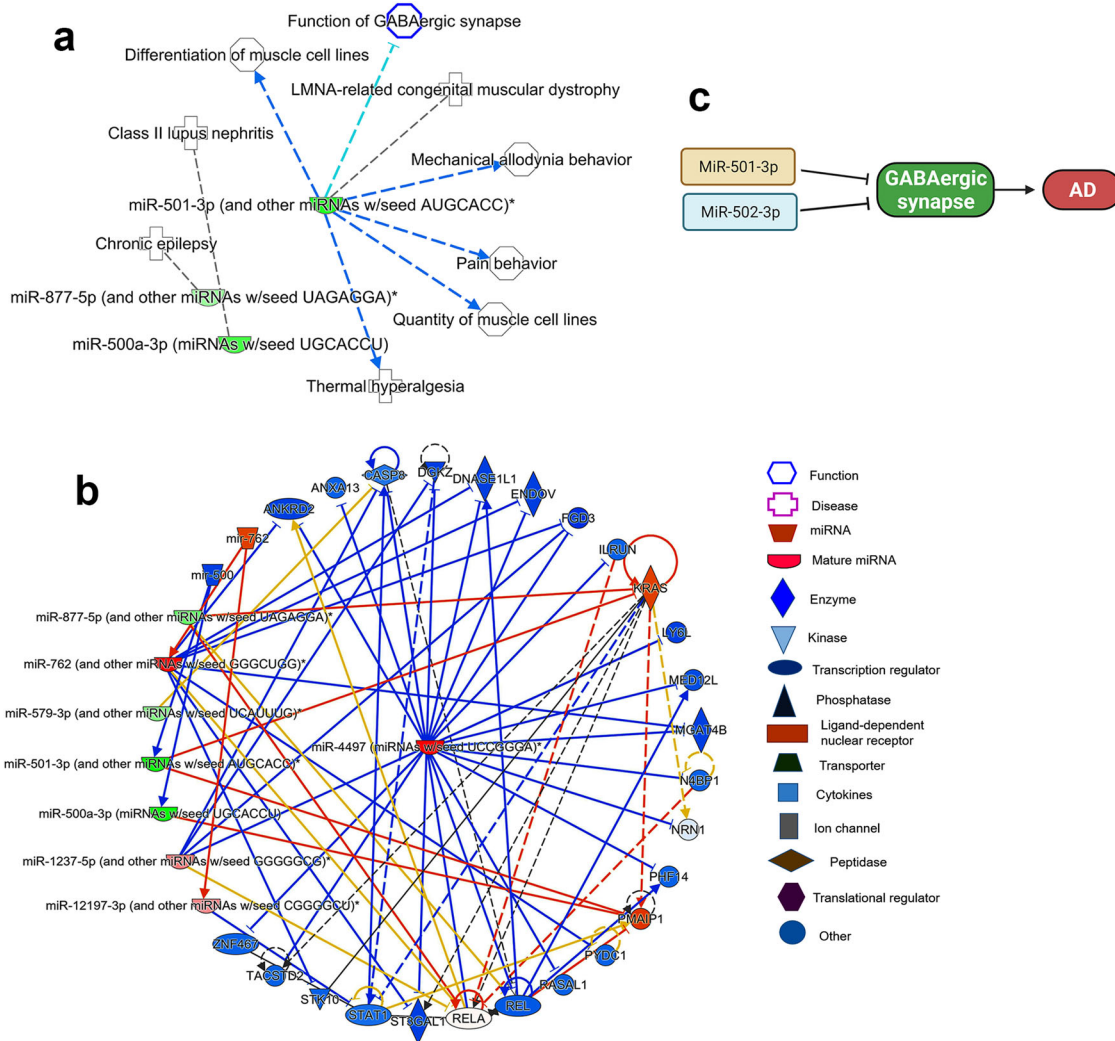 a
Function of GABAergic synapse
Differentiation of muscle cell lines
LMNA-related congenital muscular dystrophy
Class II lupus nephritis
Mechanical allodynia behavior
miR-501-3p (and other miRNAs w/seed AUGCACC)*
Chronic epilepsy
Pain behavior
miR-877-5p (and other miRNAs w/seed UAGAGGA)*
Quantity of muscle cell lines
miR-500a-3p (miRNAs w/seed UGCACCU)
Thermal hyperalgesia
c
MiR-501-3p
MiR-502-3p
GABAergic
synapse
AD
b
CASP8
DGKZ
DNASE1L1
ENDOV
ANXA13
ANKRD2
FGD3
mir-762
ILRUN
mir-500
KRAS
miR-877-5p (and other miRNAs w/seed UAGAGGA)*
LY6L
miR-762 (and other miRNAs w/seed GGGCUGG)*
MED12L
miR-579-3p (and other miRNAs w/seed UCAUUUG)*
MGAT4B
miR-4497 (miRNAs w/seed UCCGGGA)*
miR-501-3p (and other miRNAs w/seed AUGCACC)*
N4BP1
miR-500a-3p (miRNAs w/seed UGCACCU)
NRN1
miR-1237-5p (and other miRNAs w/seed GGGGGCG)*
PHF14
miR-12197-3p (and other miRNAs w/seed CGGGGCU)*
PMAIP1
ZNF467
PYDC1
TACSTD2
RASAL1
STK10
STAT1
ST3GAL1
RELA
REL
Function
Disease
miRNA
Mature miRNA
Enzyme
Kinase
Transcription regulator
Phosphatase
Ligand-dependent
nuclear receptor
Transporter
Cytokines
Ion channel
Peptidase
Translational regulator
Other